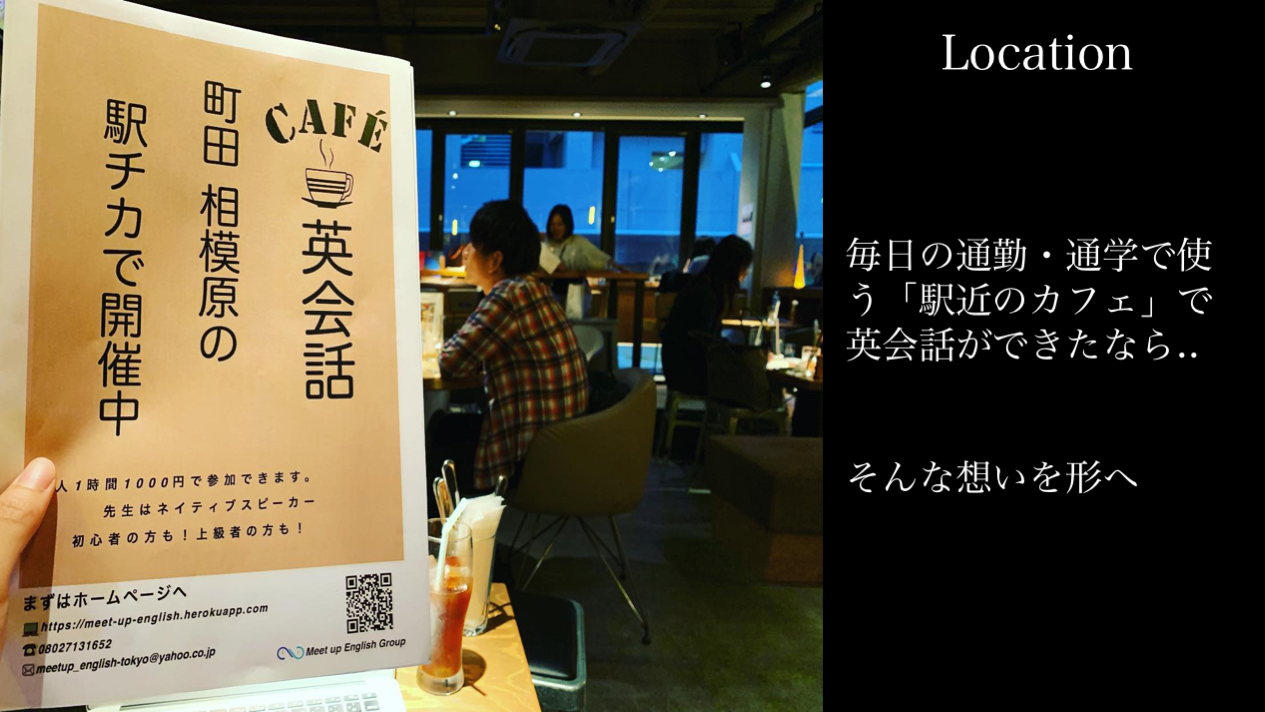 CAFÉ
英会話
町田 相模原の
駅チカで開催中
人1時間1000円で参加できます。
先生はネイティブスピーカー
初心者の方も！上級者の方も！
まずはホームページへ
https://meet-up-english.herokuapp.com
08027131652
meetup_english-tokyo@yahoo.co.jp
Meet up English Group
Location
毎日の通勤・通学で使
う「駅近のカフェ」で
英会話ができたなら..
そんな想いを形へ